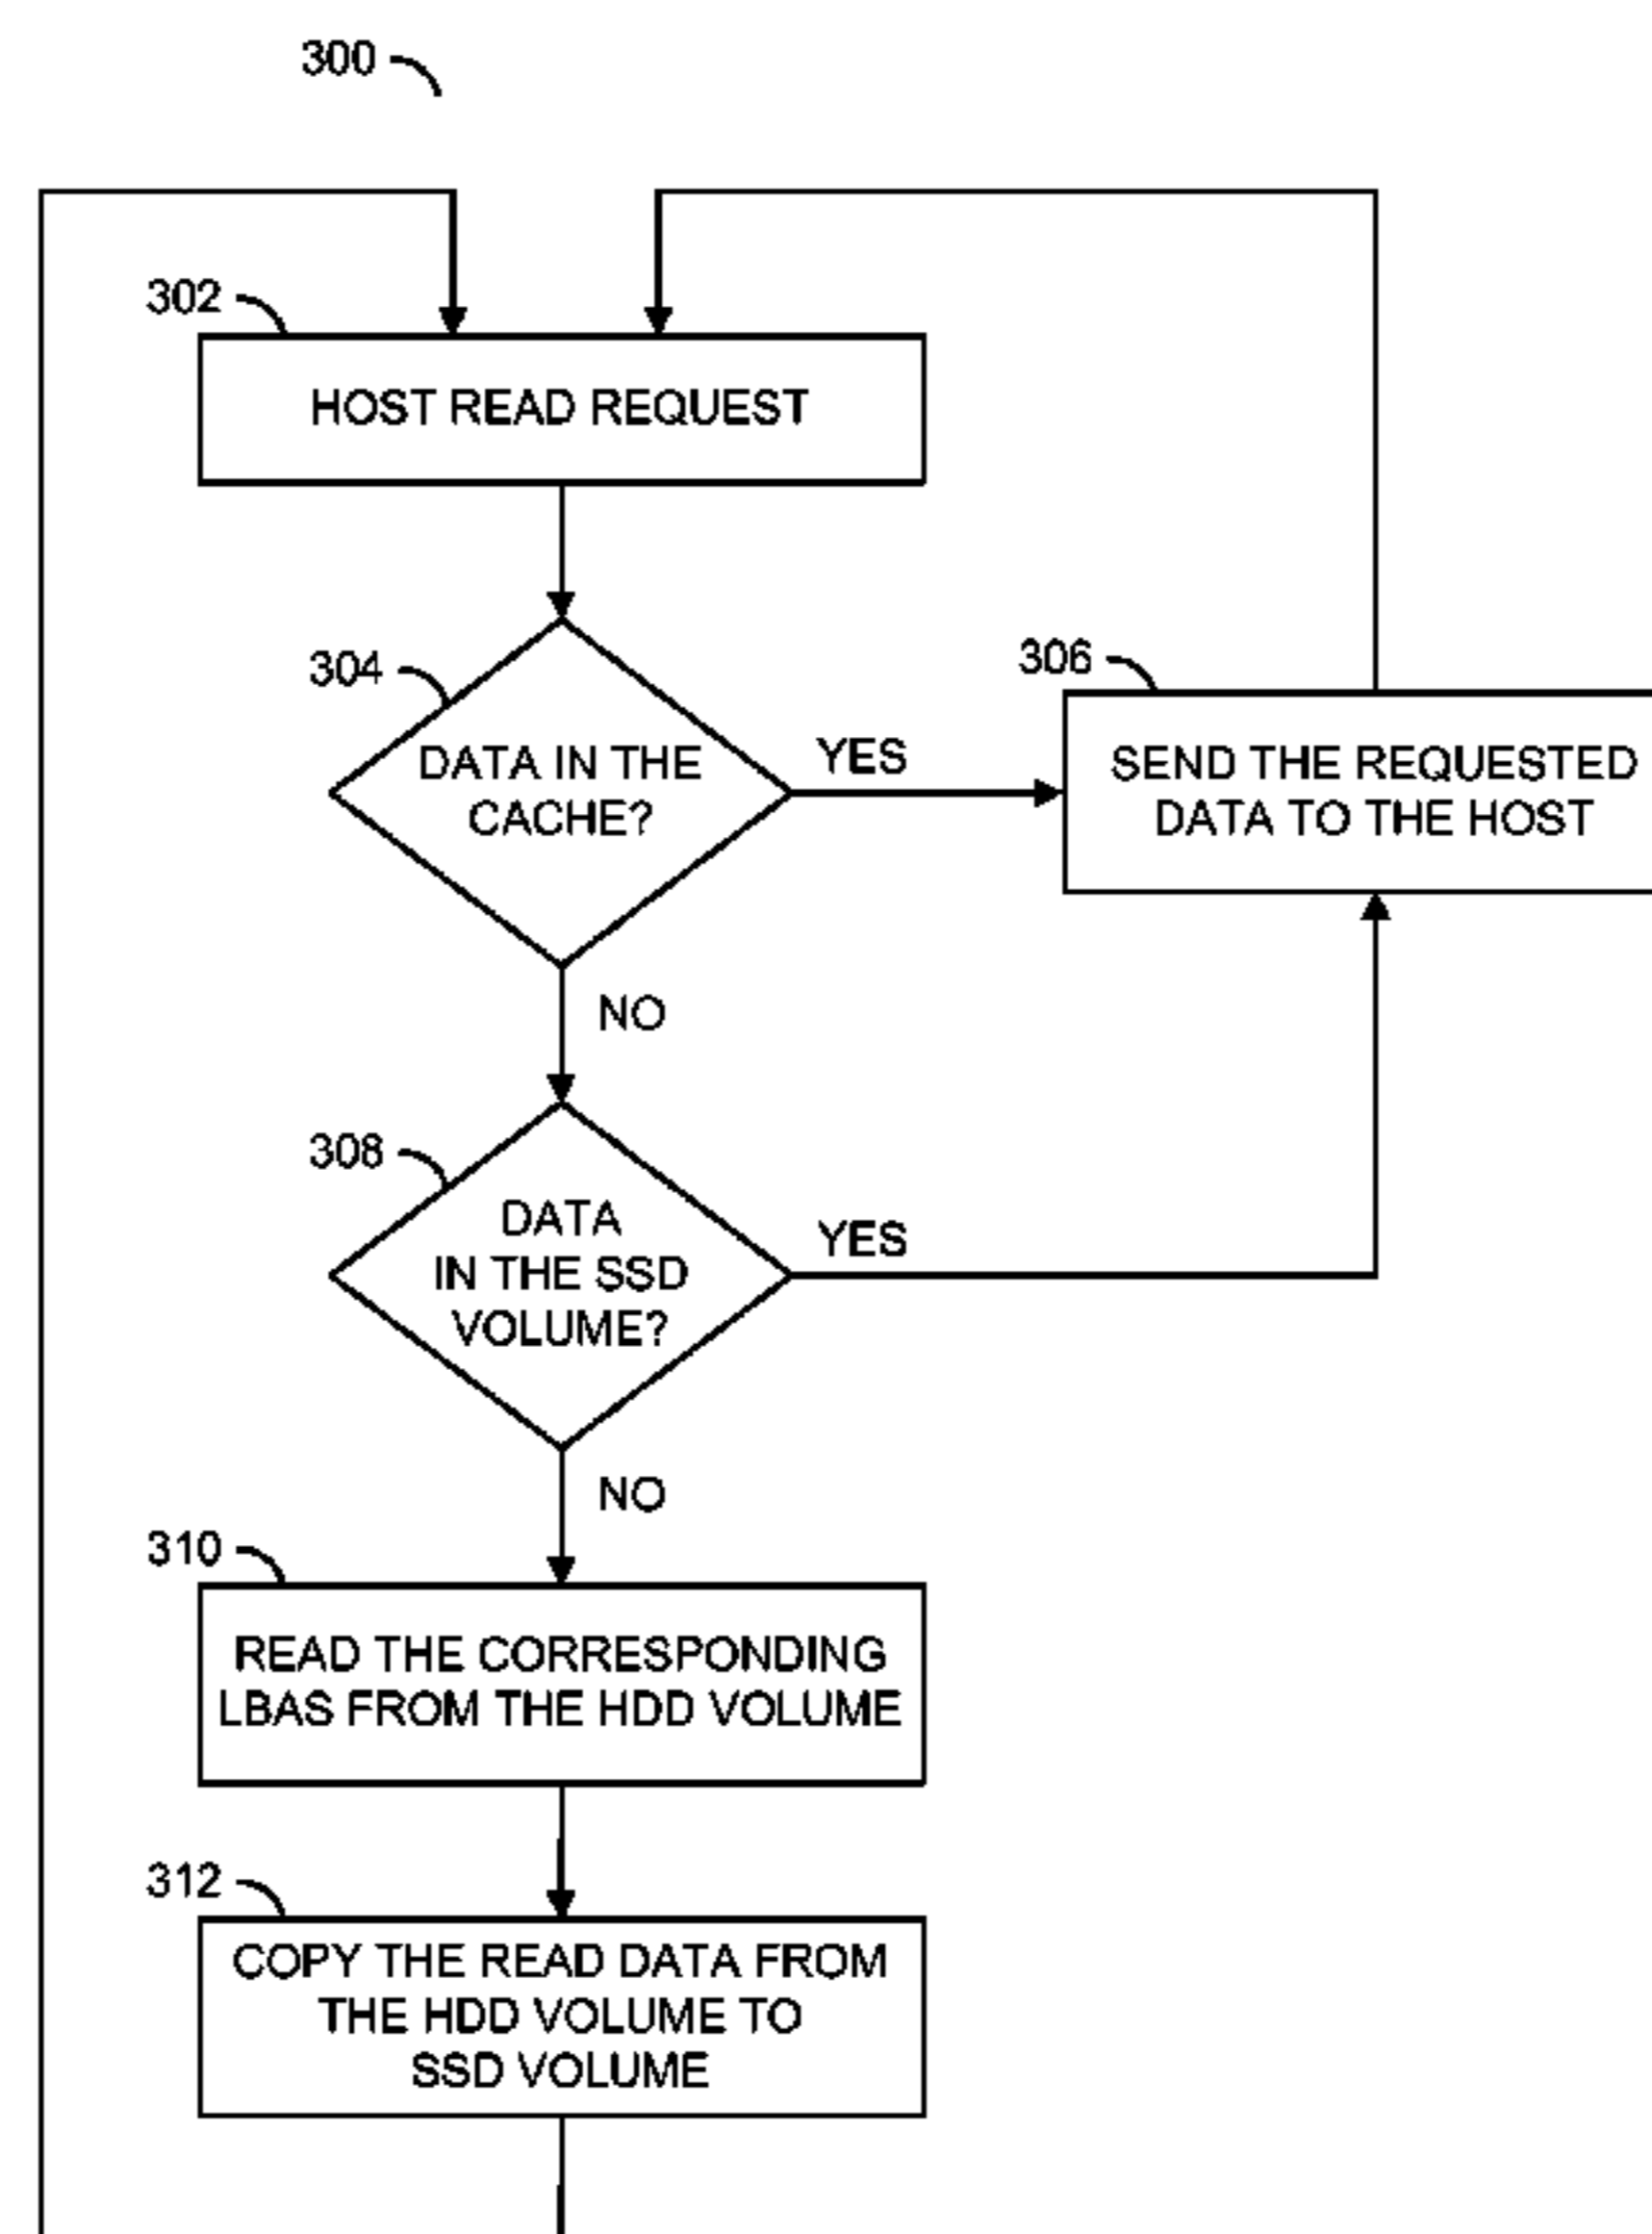 300
302
HOST READ REQUEST
304
DATA IN THE
CACHE?
YES
306
SEND THE REQUESTED
DATA TO THE HOST
NO
308
DATA
IN THE SSD
VOLUME?
YES
NO
310
READ THE CORRESPONDING
LBAS FROM THE HDD VOLUME
312
COPY THE READ DATA FROM
THE HDD VOLUME TO
SSD VOLUME